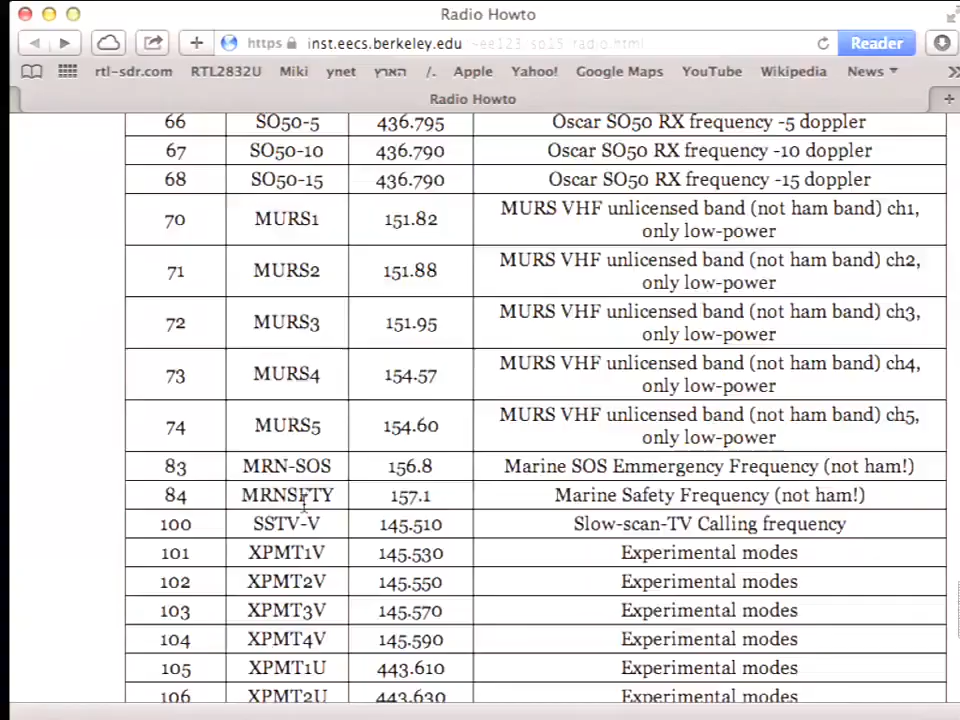 Radio Howto
https inst.eecs.berkeley.edu ~ee123/sp15/radio.html Reader
rtl-sdr.com RTL2832U Miki ynet הארץ /. Apple Yahoo! Google Maps YouTube Wikipedia News
Radio Howto
66 SO50-5 436.795 Oscar SO50 RX frequency -5 doppler
67 SO50-10 436.790 Oscar SO50 RX frequency -10 doppler
68 SO50-15 436.790 Oscar SO50 RX frequency -15 doppler
70 MURS1 151.82 MURS VHF unlicensed band (not ham band) ch1,
only low-power
71 MURS2 151.88 MURS VHF unlicensed band (not ham band) ch2,
only low-power
72 MURS3 151.95 MURS VHF unlicensed band (not ham band) ch3,
only low-power
73 MURS4 154.57 MURS VHF unlicensed band (not ham band) ch4,
only low-power
74 MURS5 154.60 MURS VHF unlicensed band (not ham band) ch5,
only low-power
83 MRN-SOS 156.8 Marine SOS Emmergency Frequency (not ham!)
84 MRNSFTY 157.1 Marine Safety Frequency (not ham!)
100 SSTV-V 145.510 Slow-scan-TV Calling frequency
101 XPMT1V 145.530 Experimental modes
102 XPMT2V 145.550 Experimental modes
103 XPMT3V 145.570 Experimental modes
104 XPMT4V 145.590 Experimental modes
105 XPMT1U 443.610 Experimental modes
106 XPMT2U 443.630 Experimental modes